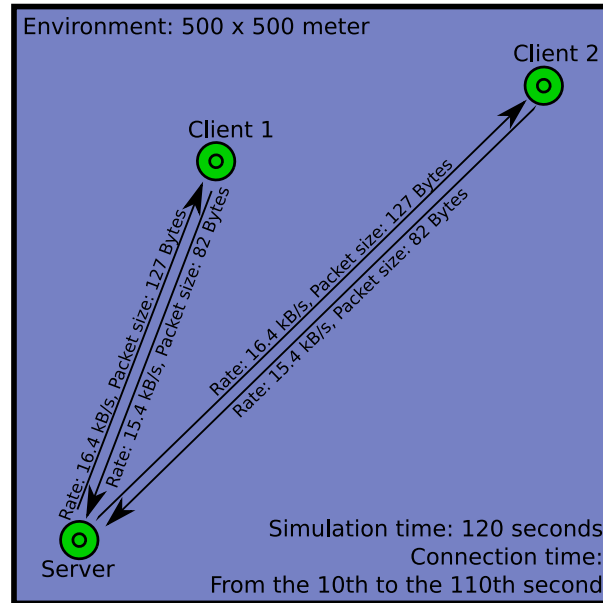 Environment: 500 x 500 meter
Client 2
Client 1
Rate: 16.4 kB/s, Packet size: 127 Bytes
Rate: 15.4 kB/s, Packet size: 82 Bytes
Rate: 16.4 kB/s, Packet size: 127 Bytes
Rate: 15.4 kB/s, Packet size: 82 Bytes
Server
Simulation time: 120 seconds
Connection time:
From the 10th to the 110th second